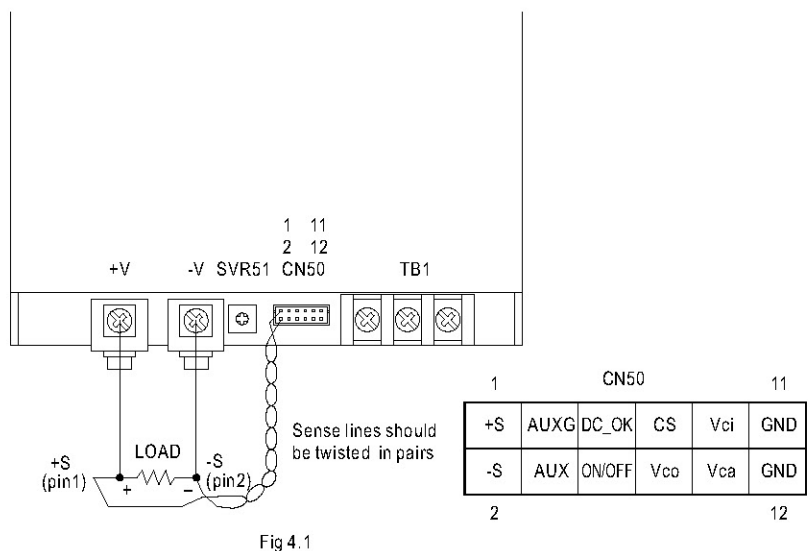 1 11
2 12
+V -V SVR51 CN50 TB1
Sense lines should
be twisted in pairs
+S
(pin1)
LOAD
-S
(pin2)
+ −
CN50
1 11
+S AUXG DC_OK CS Vci GND
-S AUX ON/OFF Vco Vca GND
2 12
Fig 4.1